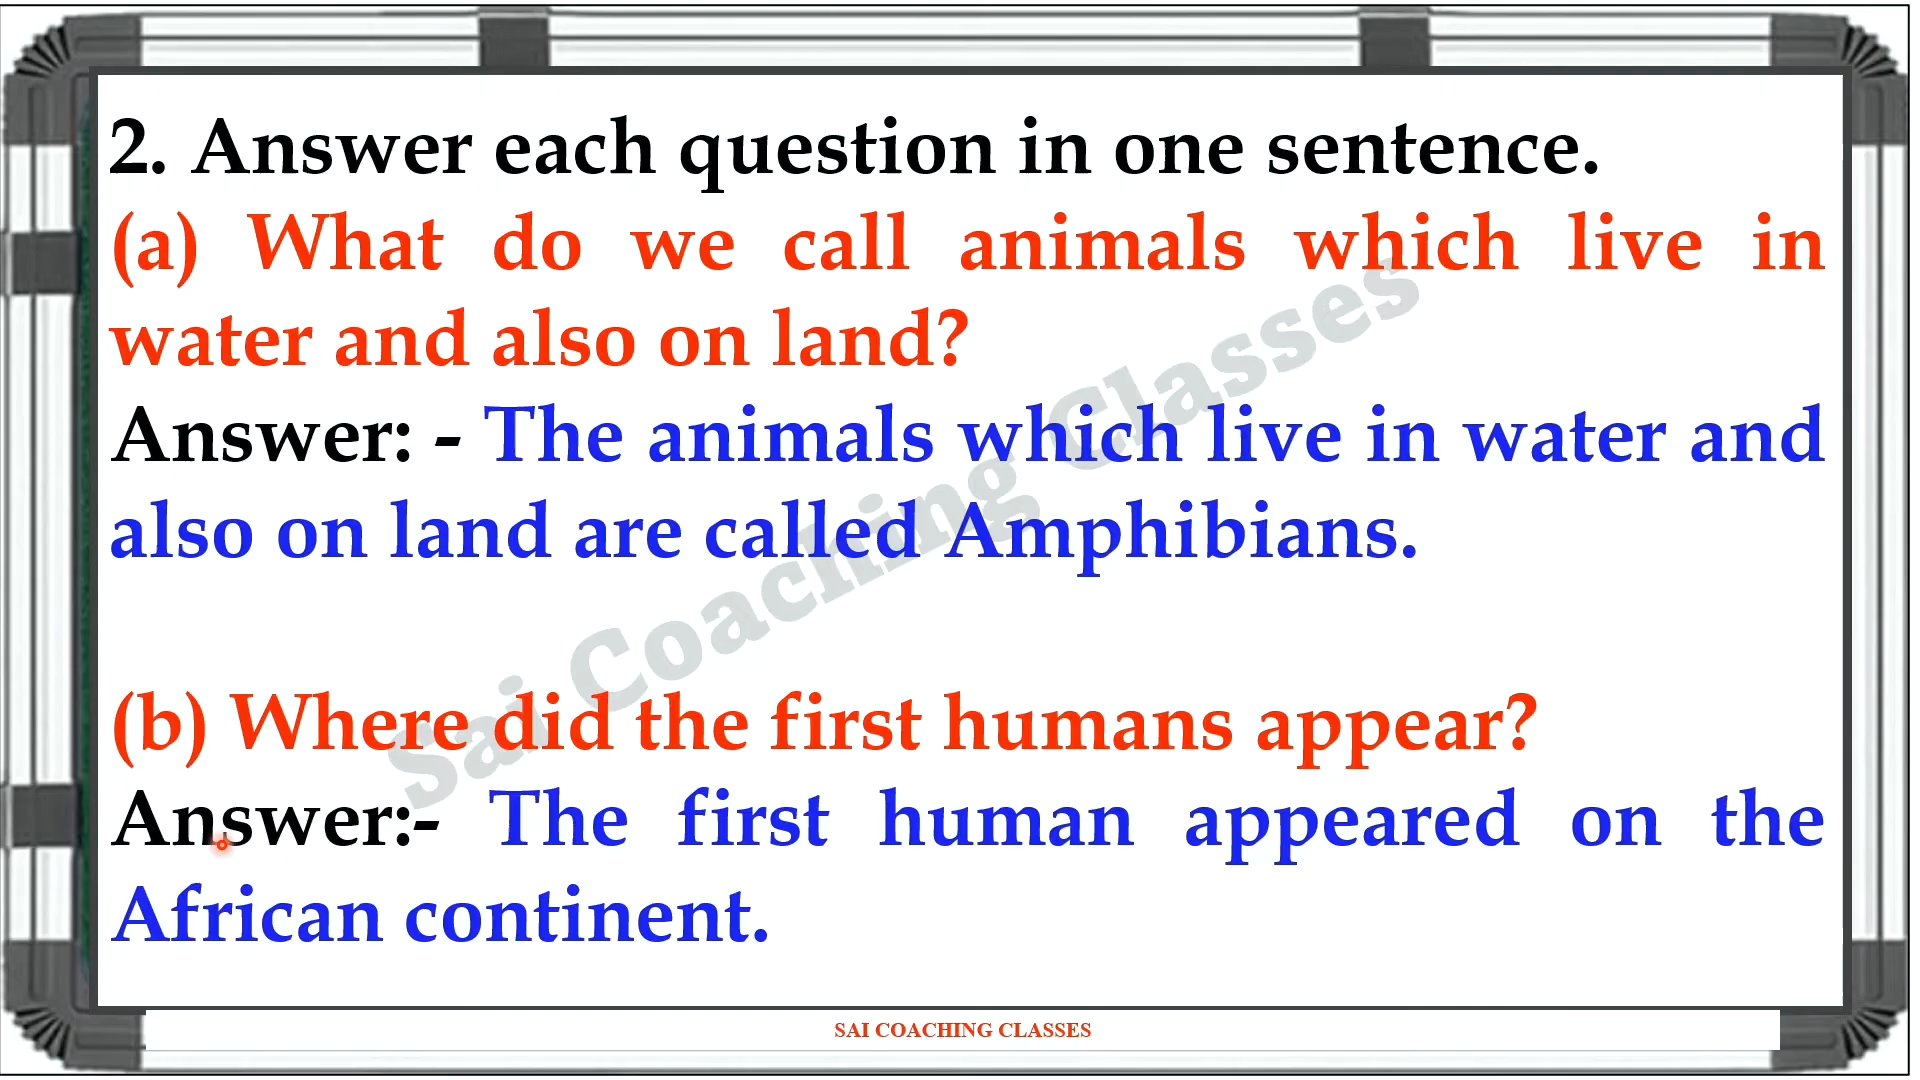 2. Answer each question in one sentence.
(a) What do we call animals which live in
water and also on land?
Answer: - The animals which live in water and
also on land are called Amphibians.
(b) Where did the first humans appear?
Answer:- The first human appeared on the
African continent.
Sai Coaching Classes
SAI COACHING CLASSES